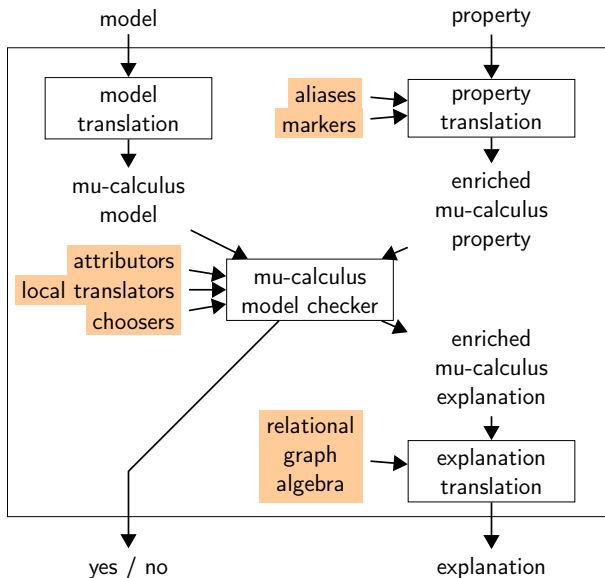 model
property
model
translation
aliases
markers
property
translation
mu-calculus
model
enriched
mu-calculus
property
attributors
local translators
choosers
mu-calculus
model checker
enriched
mu-calculus
explanation
relational
graph
algebra
explanation
translation
yes / no
explanation